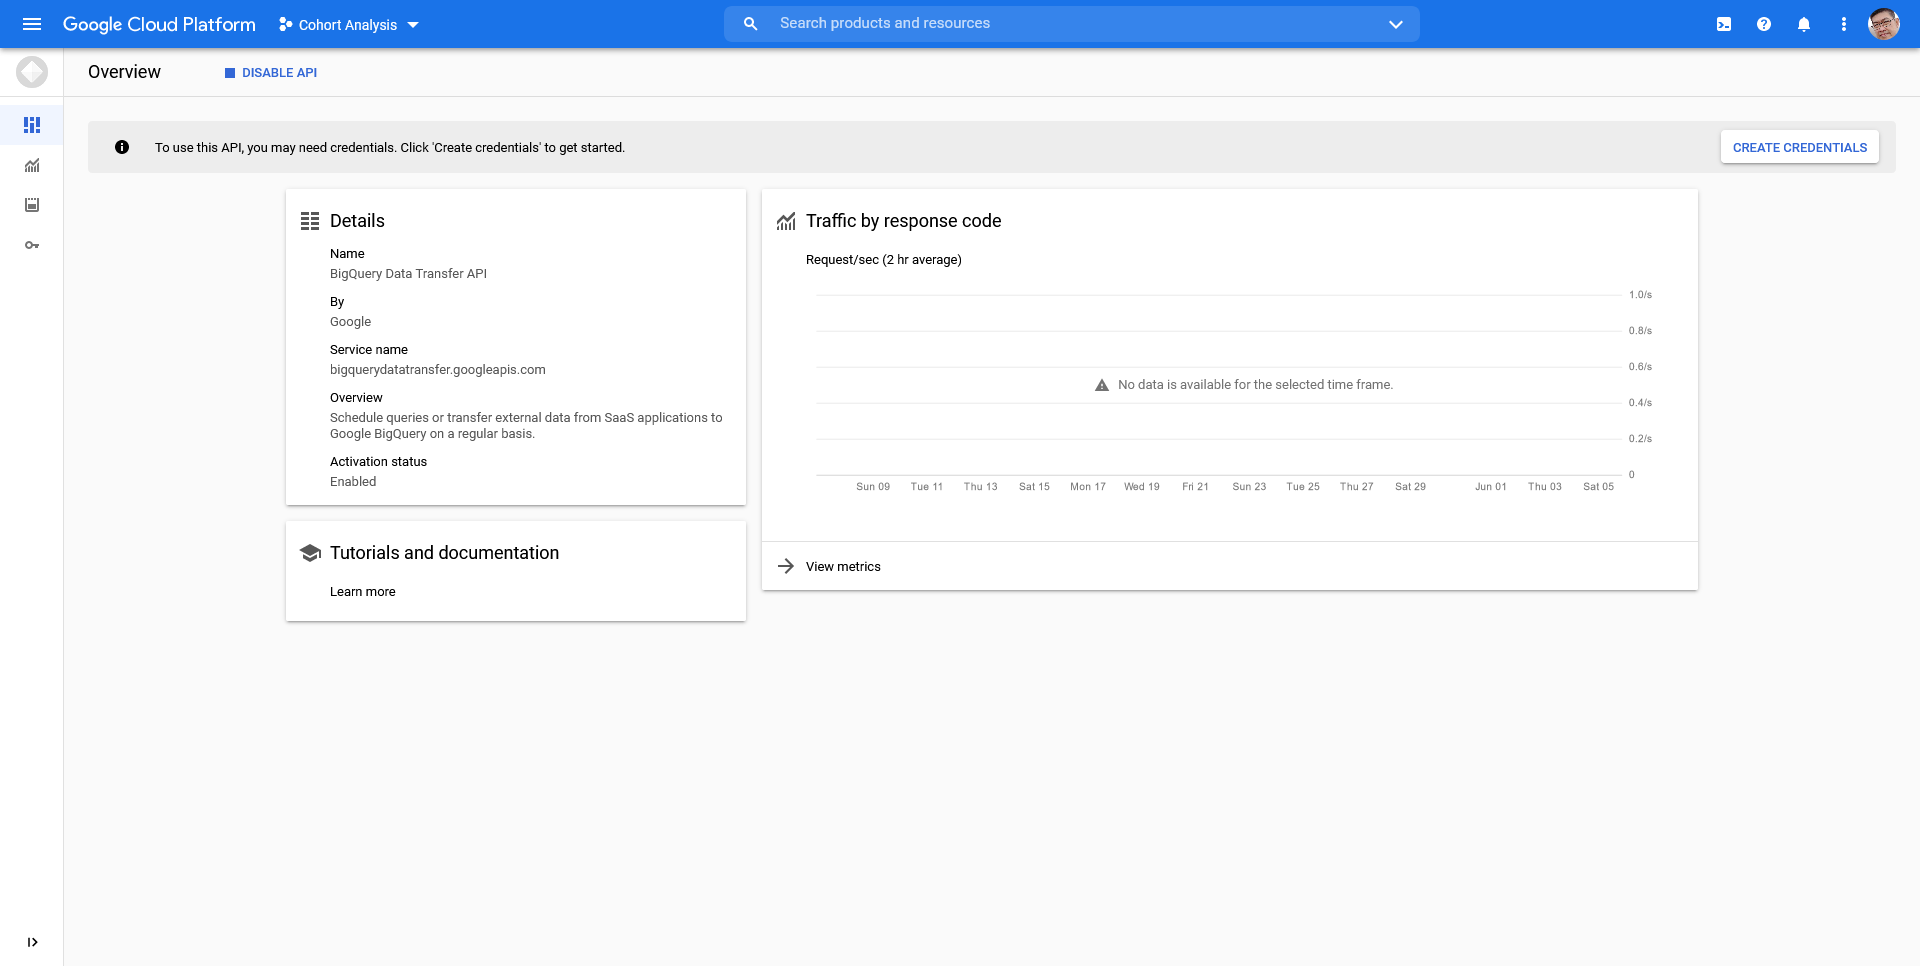 Google Cloud Platform
Cohort Analysis
Search products and resources
Overview
DISABLE API
To use this API, you may need credentials. Click 'Create credentials' to get started.
CREATE CREDENTIALS
Details
Name
BigQuery Data Transfer API
By
Google
Service name
bigquerydatatransfer.googleapis.com
Overview
Schedule queries or transfer external data from SaaS applications to
Google BigQuery on a regular basis.
Activation status
Enabled
Tutorials and documentation
Learn more
Traffic by response code
Request/sec (2 hr average)
1.0/s
0.8/s
0.6/s
No data is available for the selected time frame.
0.4/s
0.2/s
0
Sun 09 Tue 11 Thu 13 Sat 15 Mon 17 Wed 19 Fri 21 Sun 23 Tue 25 Thu 27 Sat 29 Jun 01 Thu 03 Sat 05
View metrics